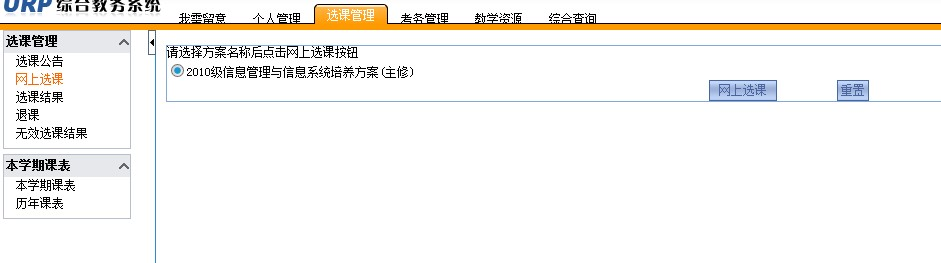 URP综合教务系统
我需留意 个人管理 选课管理 考务管理 教学资源 综合查询
选课管理
选课公告
网上选课
选课结果
退课
无效选课结果
本学期课表
本学期课表
历年课表
请选择方案名称后点击网上选课按钮
2010级信息管理与信息系统培养方案(主修)
网上选课 重置